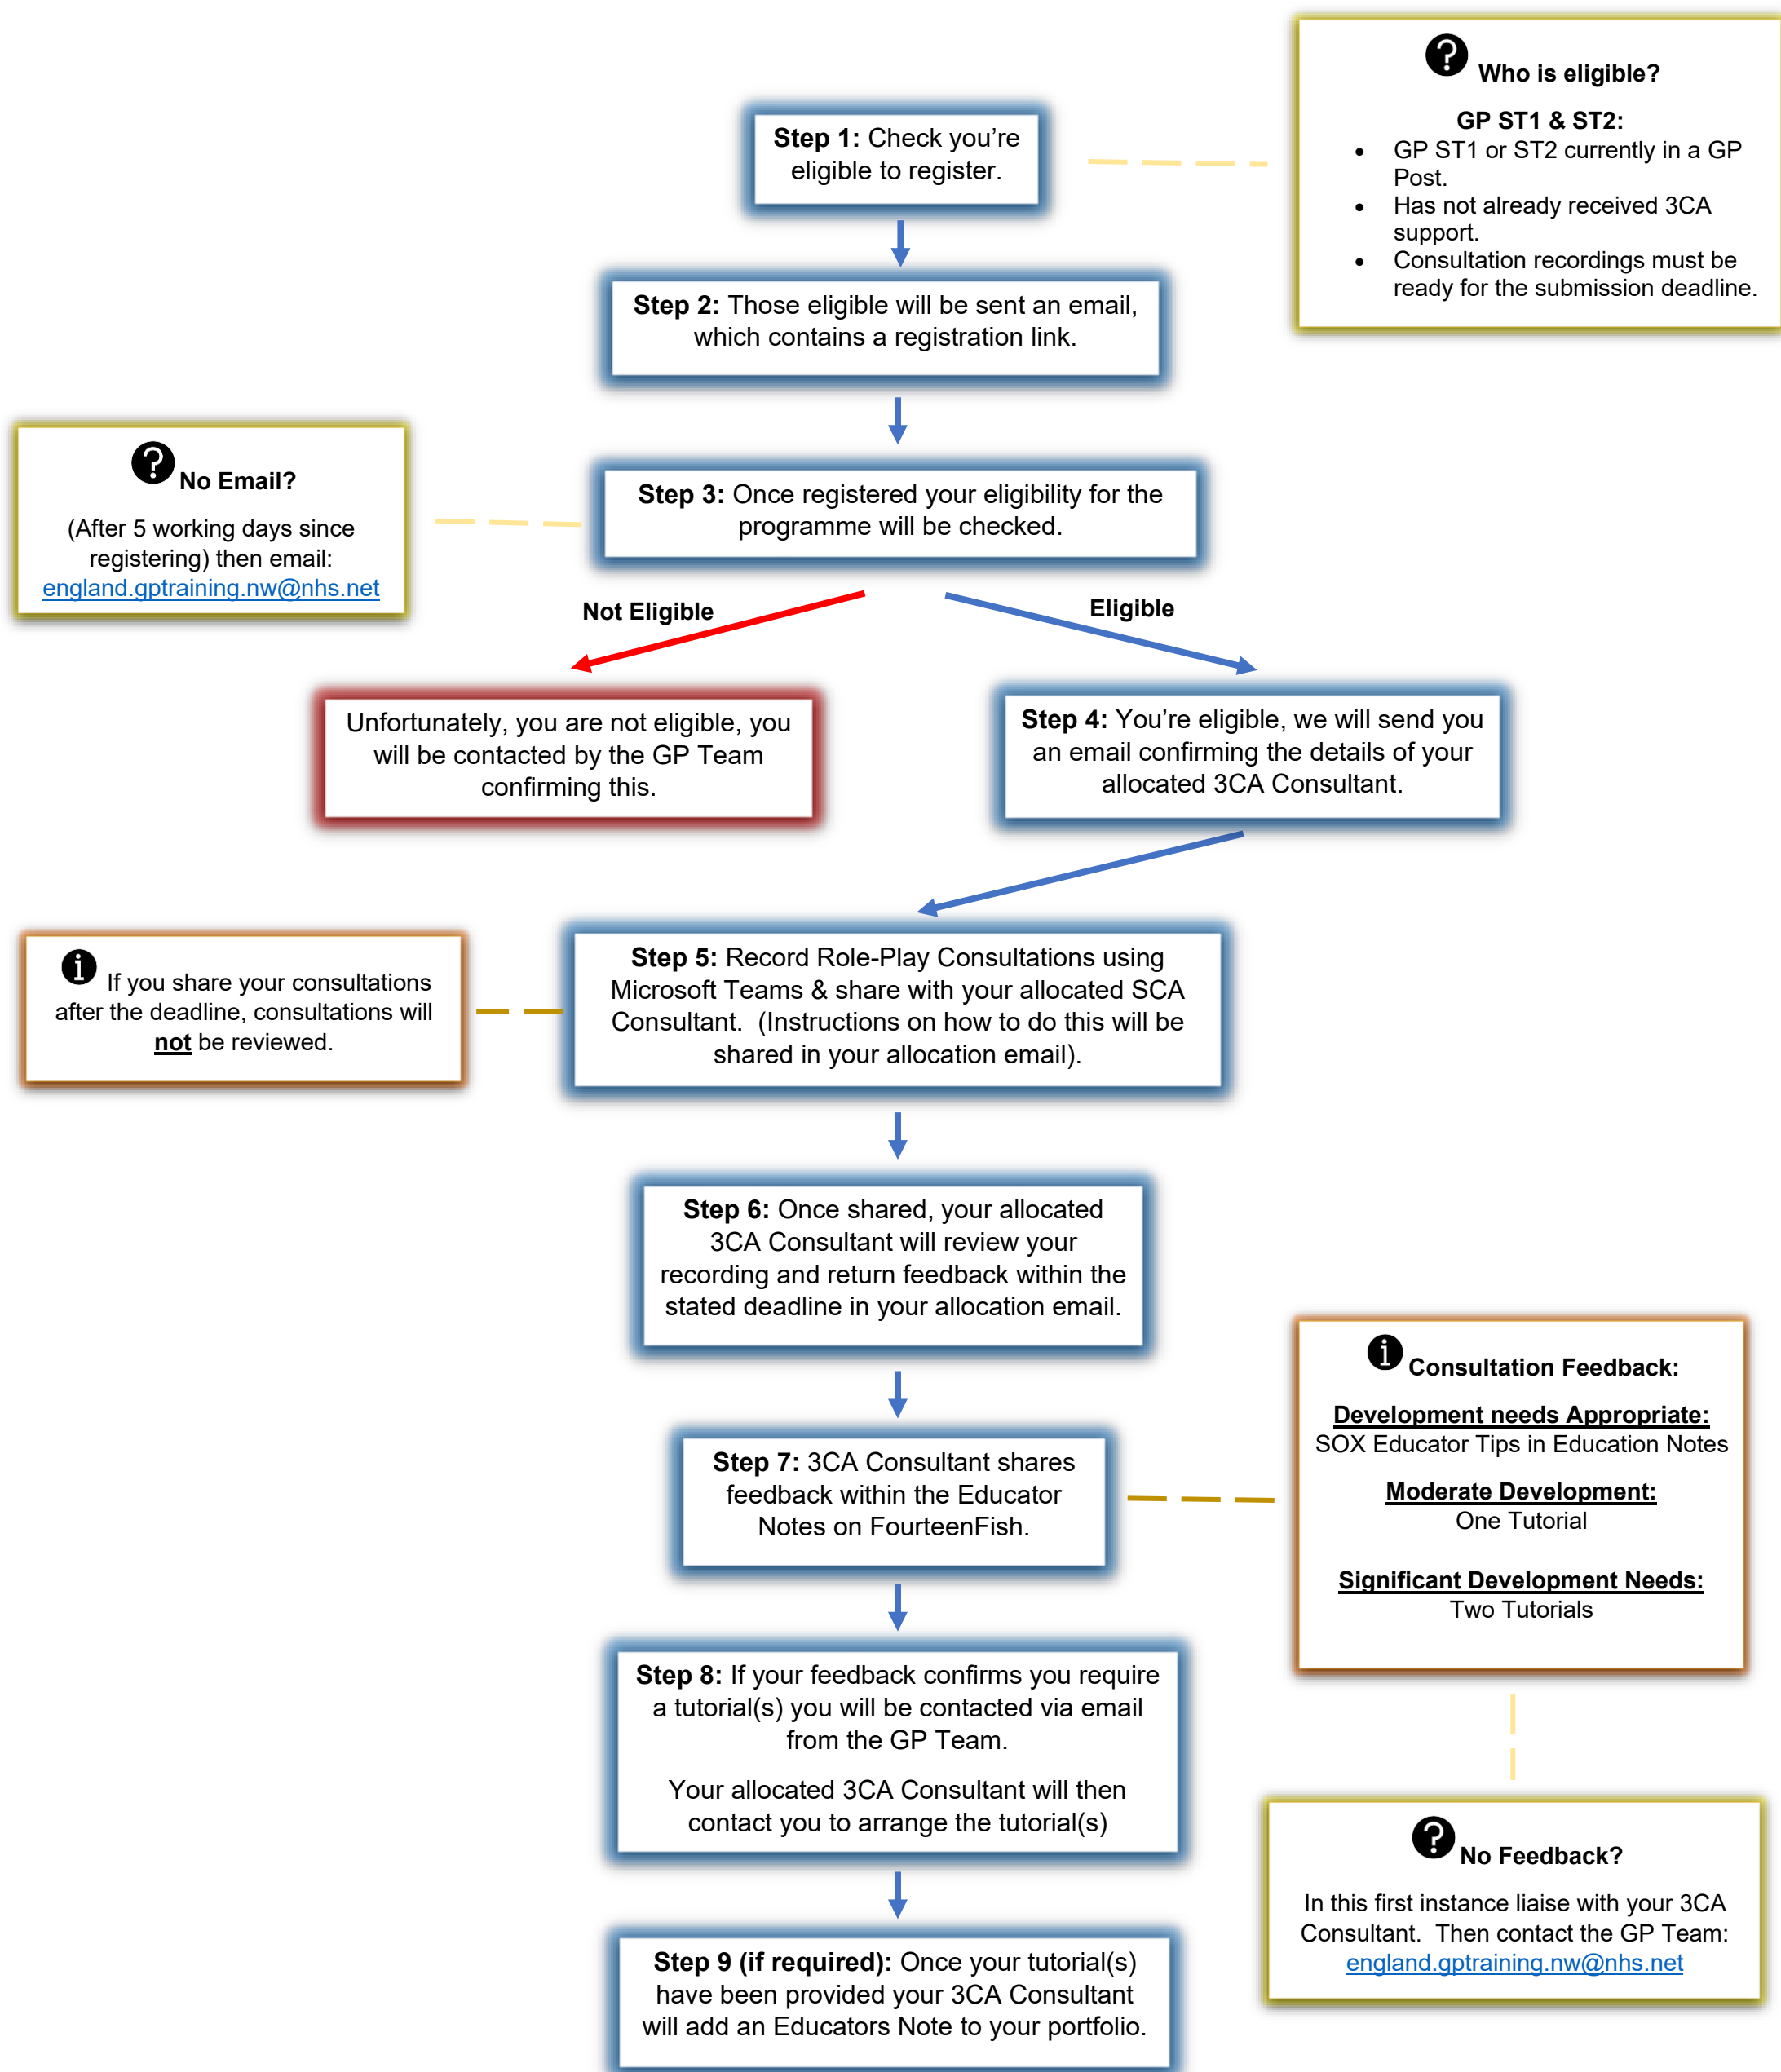 Who is eligible?
GP ST1 & ST2:
• GP ST1 or ST2 currently in a GP
Post.
• Has not already received 3CA
support.
• Consultation recordings must be
ready for the submission deadline.
Step 1: Check you’re
eligible to register.
Step 2: Those eligible will be sent an email,
which contains a registration link.
No Email?
(After 5 working days since
registering) then email:
england.gptraining.nw@nhs.net
Step 3: Once registered your eligibility for the
programme will be checked.
Not Eligible
Eligible
Unfortunately, you are not eligible, you
will be contacted by the GP Team
confirming this.
Step 4: You’re eligible, we will send you
an email confirming the details of your
allocated 3CA Consultant.
If you share your consultations
after the deadline, consultations will
not be reviewed.
Step 5: Record Role-Play Consultations using
Microsoft Teams & share with your allocated SCA
Consultant. (Instructions on how to do this will be
shared in your allocation email).
Step 6: Once shared, your allocated
3CA Consultant will review your
recording and return feedback within the
stated deadline in your allocation email.
Step 7: 3CA Consultant shares
feedback within the Educator
Notes on FourteenFish.
Consultation Feedback:
Development needs Appropriate:
SOX Educator Tips in Education Notes
Moderate Development:
One Tutorial
Significant Development Needs:
Two Tutorials
Step 8: If your feedback confirms you require
a tutorial(s) you will be contacted via email
from the GP Team.
Your allocated 3CA Consultant will then
contact you to arrange the tutorial(s)
No Feedback?
In this first instance liaise with your 3CA
Consultant. Then contact the GP Team:
england.gptraining.nw@nhs.net
Step 9 (if required): Once your tutorial(s)
have been provided your 3CA Consultant
will add an Educators Note to your portfolio.